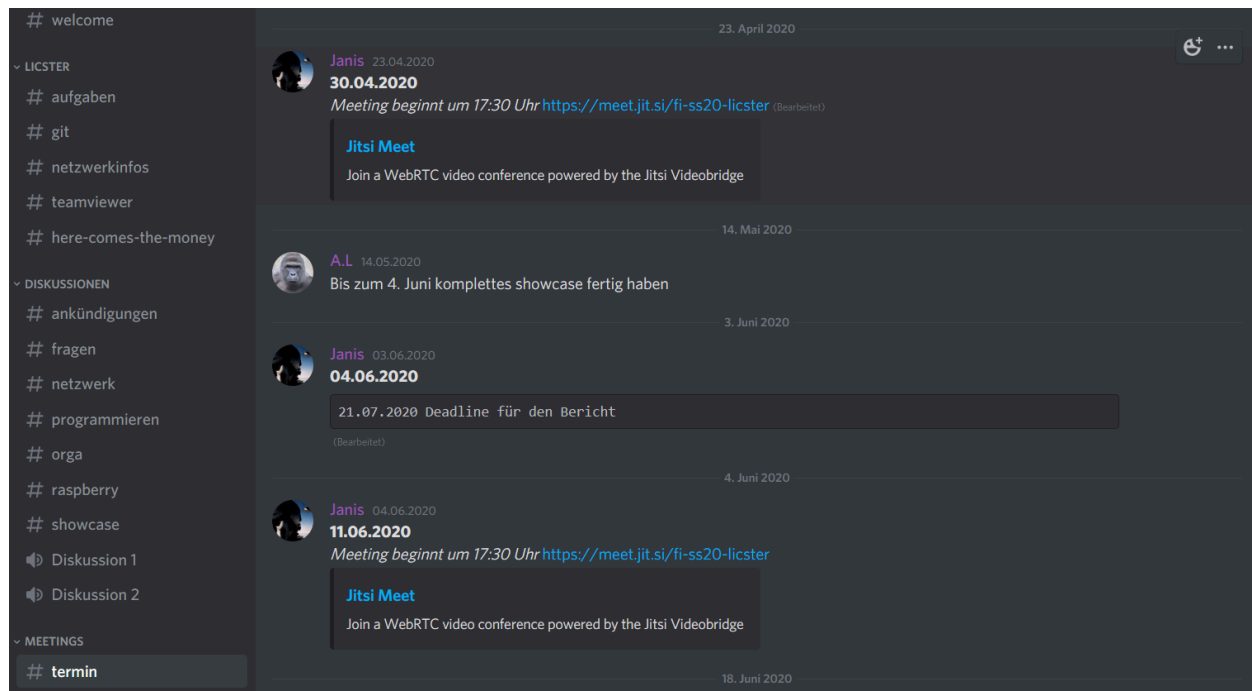 # welcome
LICSTER
# aufgaben
# git
# netzwerkinfos
# teamviewer
# here-comes-the-money
DISKUSSIONEN
# ankündigungen
# fragen
# netzwerk
# programmieren
# orga
# raspberry
# showcase
Diskussion 1
Diskussion 2
MEETINGS
# termin
23. April 2020
Janis 23.04.2020
30.04.2020
Meeting beginnt um 17:30 Uhr https://meet.jit.si/fi-ss20-licster (Bearbeitet)
Jitsi Meet
Join a WebRTC video conference powered by the Jitsi Videobridge
14. Mai 2020
A.L 14.05.2020
Bis zum 4. Juni komplettes showcase fertig haben
3. Juni 2020
Janis 03.06.2020
04.06.2020
21.07.2020 Deadline für den Bericht
(Bearbeitet)
4. Juni 2020
Janis 04.06.2020
11.06.2020
Meeting beginnt um 17:30 Uhr https://meet.jit.si/fi-ss20-licster
Jitsi Meet
Join a WebRTC video conference powered by the Jitsi Videobridge
18. Juni 2020